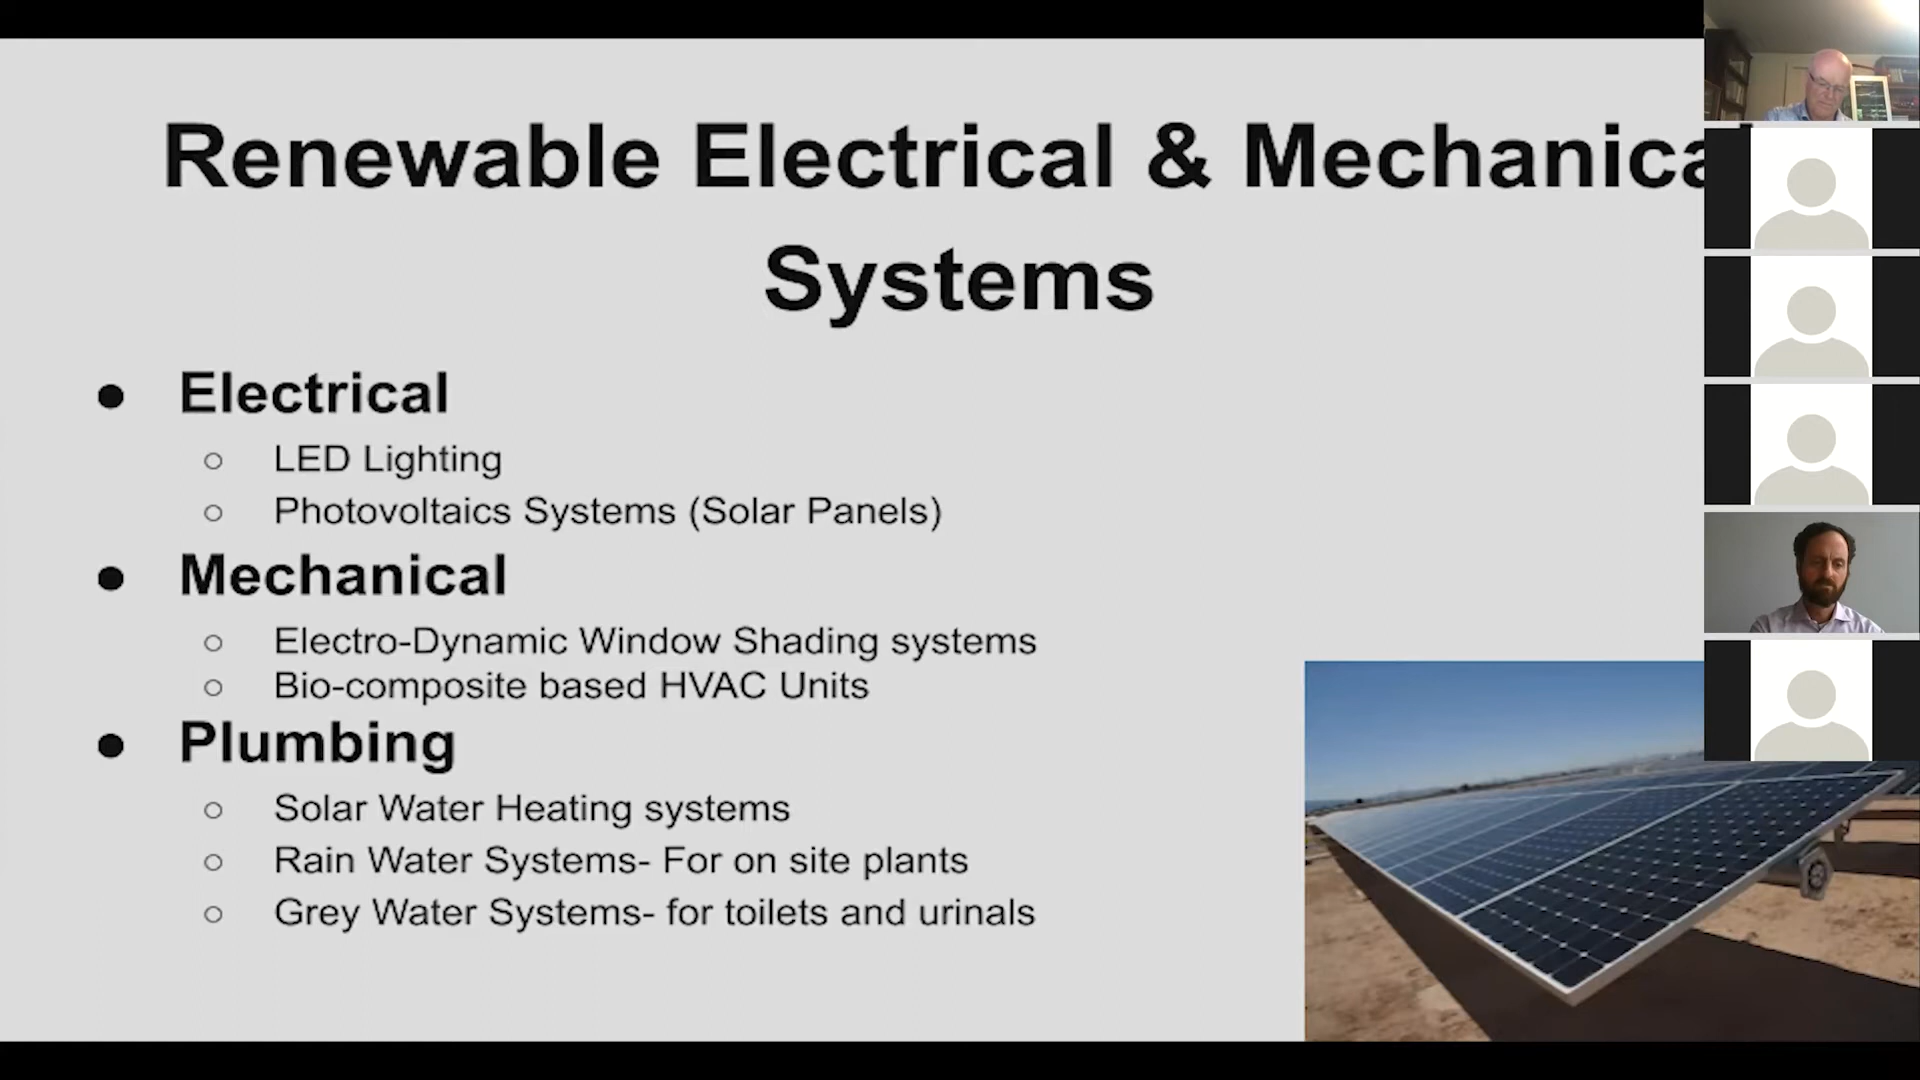 Renewable Electrical & Mechanica
Systems
● Electrical
○ LED Lighting
○ Photovoltaics Systems (Solar Panels)
● Mechanical
○ Electro-Dynamic Window Shading systems
○ Bio-composite based HVAC Units
● Plumbing
○ Solar Water Heating systems
○ Rain Water Systems- For on site plants
○ Grey Water Systems- for toilets and urinals